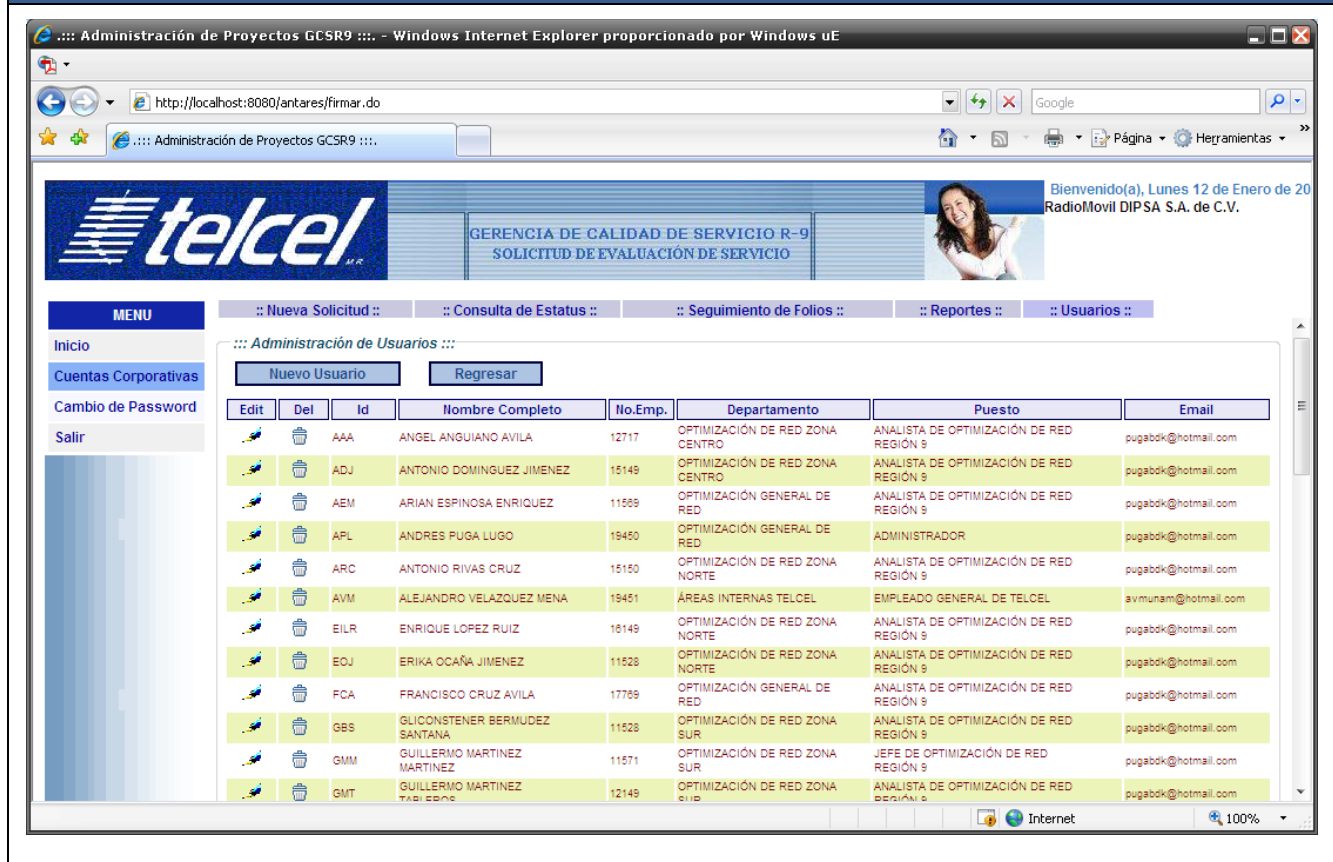 .::: Administración de Proyectos GCSR9 :::. - Windows Internet Explorer proporcionado por Windows uE
http://localhost:8080/antares/firmar.do
Google
.::: Administración de Proyectos GCSR9 :::.
Página
Herramientas
»
telcel
M.R.
GERENCIA DE CALIDAD DE SERVICIO R-9
SOLICITUD DE EVALUACIÓN DE SERVICIO
Bienvenido(a), Lunes 12 de Enero de 20
RadioMovil DIPSA S.A. de C.V.
MENU
Inicio
Cuentas Corporativas
Cambio de Password
Salir
:: Nueva Solicitud :: :: Consulta de Estatus :: :: Seguimiento de Folios :: :: Reportes :: :: Usuarios ::
::: Administración de Usuarios :::
Nuevo Usuario Regresar
Edit Del Id Nombre Completo No.Emp. Departamento Puesto Email
AAA ANGEL ANGUIANO AVILA 12717 OPTIMIZACIÓN DE RED ZONA CENTRO ANALISTA DE OPTIMIZACIÓN DE RED REGIÓN 9 pugabdk@hotmail.com
ADJ ANTONIO DOMINGUEZ JIMENEZ 15149 OPTIMIZACIÓN DE RED ZONA CENTRO ANALISTA DE OPTIMIZACIÓN DE RED REGIÓN 9 pugabdk@hotmail.com
AEM ARIAN ESPINOSA ENRIQUEZ 11569 OPTIMIZACIÓN GENERAL DE RED ANALISTA DE OPTIMIZACIÓN DE RED REGIÓN 9 pugabdk@hotmail.com
APL ANDRES PUGA LUGO 19450 OPTIMIZACIÓN GENERAL DE RED ADMINISTRADOR pugabdk@hotmail.com
ARC ANTONIO RIVAS CRUZ 15150 OPTIMIZACIÓN DE RED ZONA NORTE ANALISTA DE OPTIMIZACIÓN DE RED REGIÓN 9 pugabdk@hotmail.com
AVM ALEJANDRO VELAZQUEZ MENA 19451 ÁREAS INTERNAS TELCEL EMPLEADO GENERAL DE TELCEL avmunam@hotmail.com
EILR ENRIQUE LOPEZ RUIZ 16149 OPTIMIZACIÓN DE RED ZONA NORTE ANALISTA DE OPTIMIZACIÓN DE RED REGIÓN 9 pugabdk@hotmail.com
EOJ ERIKA OCAÑA JIMENEZ 11528 OPTIMIZACIÓN DE RED ZONA NORTE ANALISTA DE OPTIMIZACIÓN DE RED REGIÓN 9 pugabdk@hotmail.com
FCA FRANCISCO CRUZ AVILA 17769 OPTIMIZACIÓN GENERAL DE RED ANALISTA DE OPTIMIZACIÓN DE RED REGIÓN 9 pugabdk@hotmail.com
GBS GLICONSTENER BERMUDEZ SANTANA 11528 OPTIMIZACIÓN DE RED ZONA SUR ANALISTA DE OPTIMIZACIÓN DE RED REGIÓN 9 pugabdk@hotmail.com
GMM GUILLERMO MARTINEZ MARTINEZ 11571 OPTIMIZACIÓN DE RED ZONA SUR JEFE DE OPTIMIZACIÓN DE RED REGIÓN 9 pugabdk@hotmail.com
GMT GUILLERMO MARTINEZ TABLEROS 12149 OPTIMIZACIÓN DE RED ZONA SUR ANALISTA DE OPTIMIZACIÓN DE RED REGIÓN 9 pugabdk@hotmail.com
Internet 100%